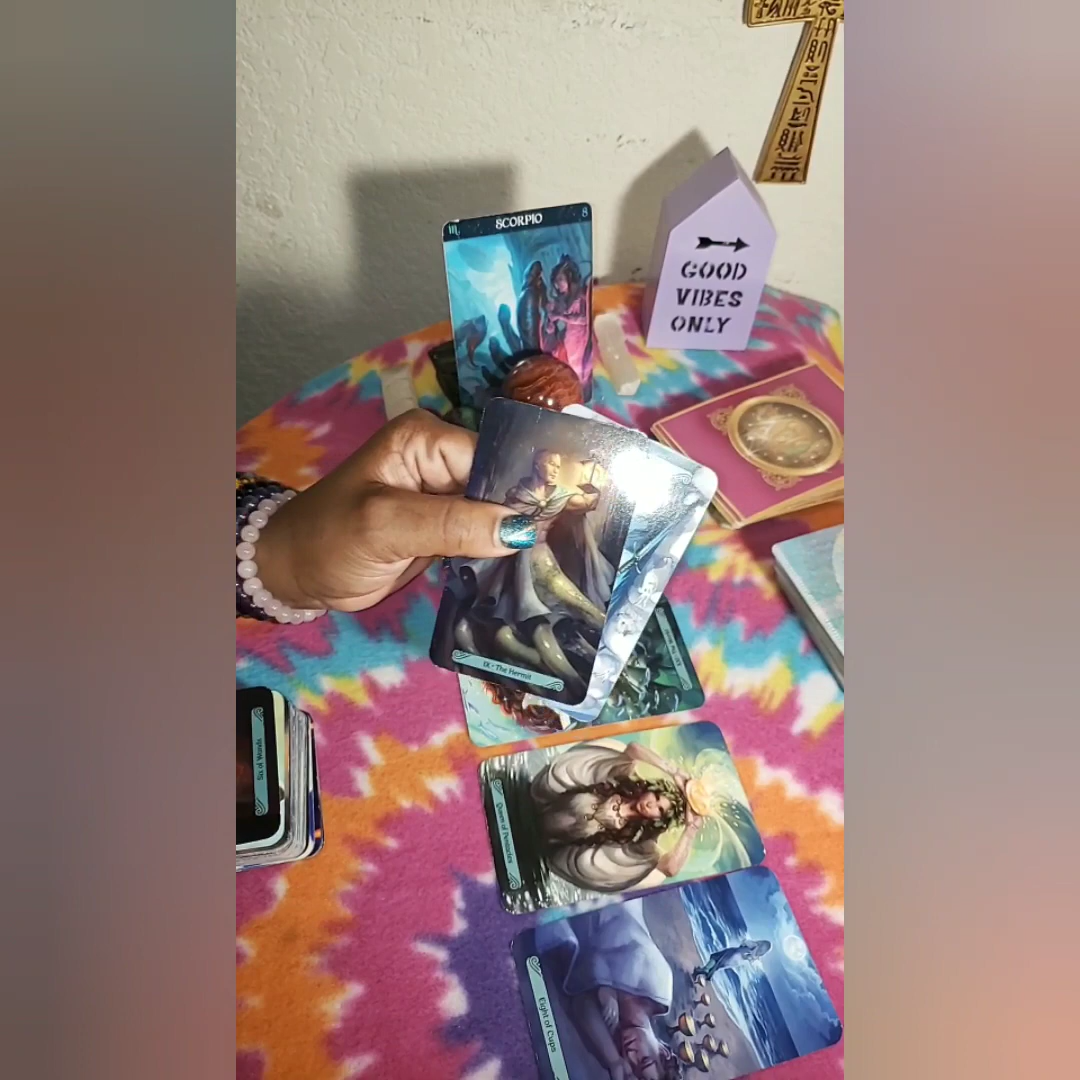 ♏ SCORPIO 8
GOOD
VIBES
ONLY
IX - The Hermit
Six of Wands
Queen of Pentacles
Eight of Cups